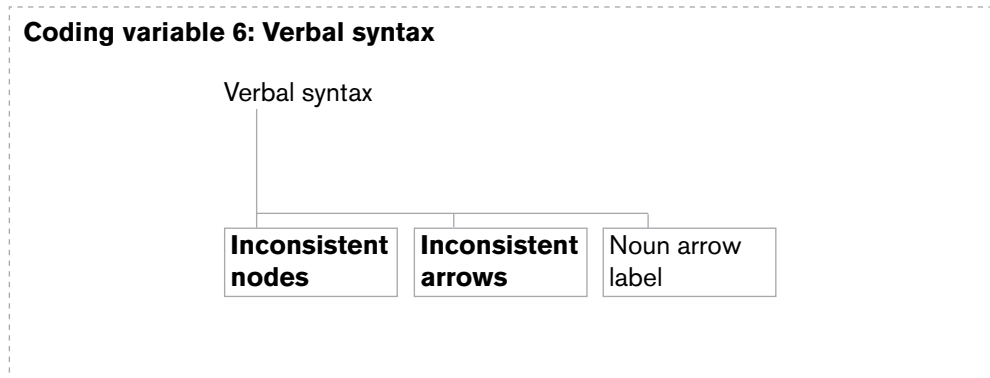 Coding variable 6: Verbal syntax
Verbal syntax
Inconsistent
nodes
Inconsistent
arrows
Noun arrow
label